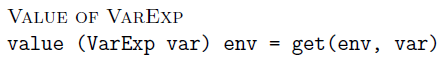 Value of VarExp
value (VarExp var) env = get(env, var)